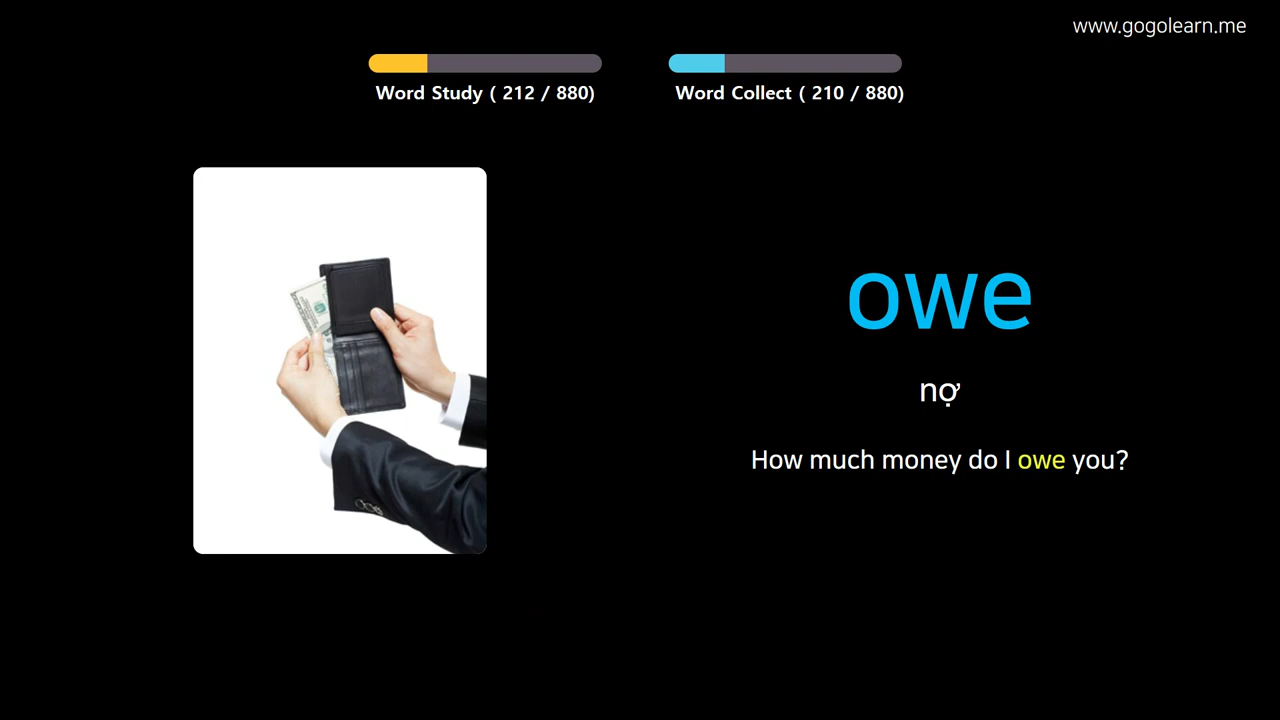 www.gogolearn.me
Word Study ( 212 / 880)
Word Collect ( 210 / 880)
owe
nợ
How much money do I owe you?